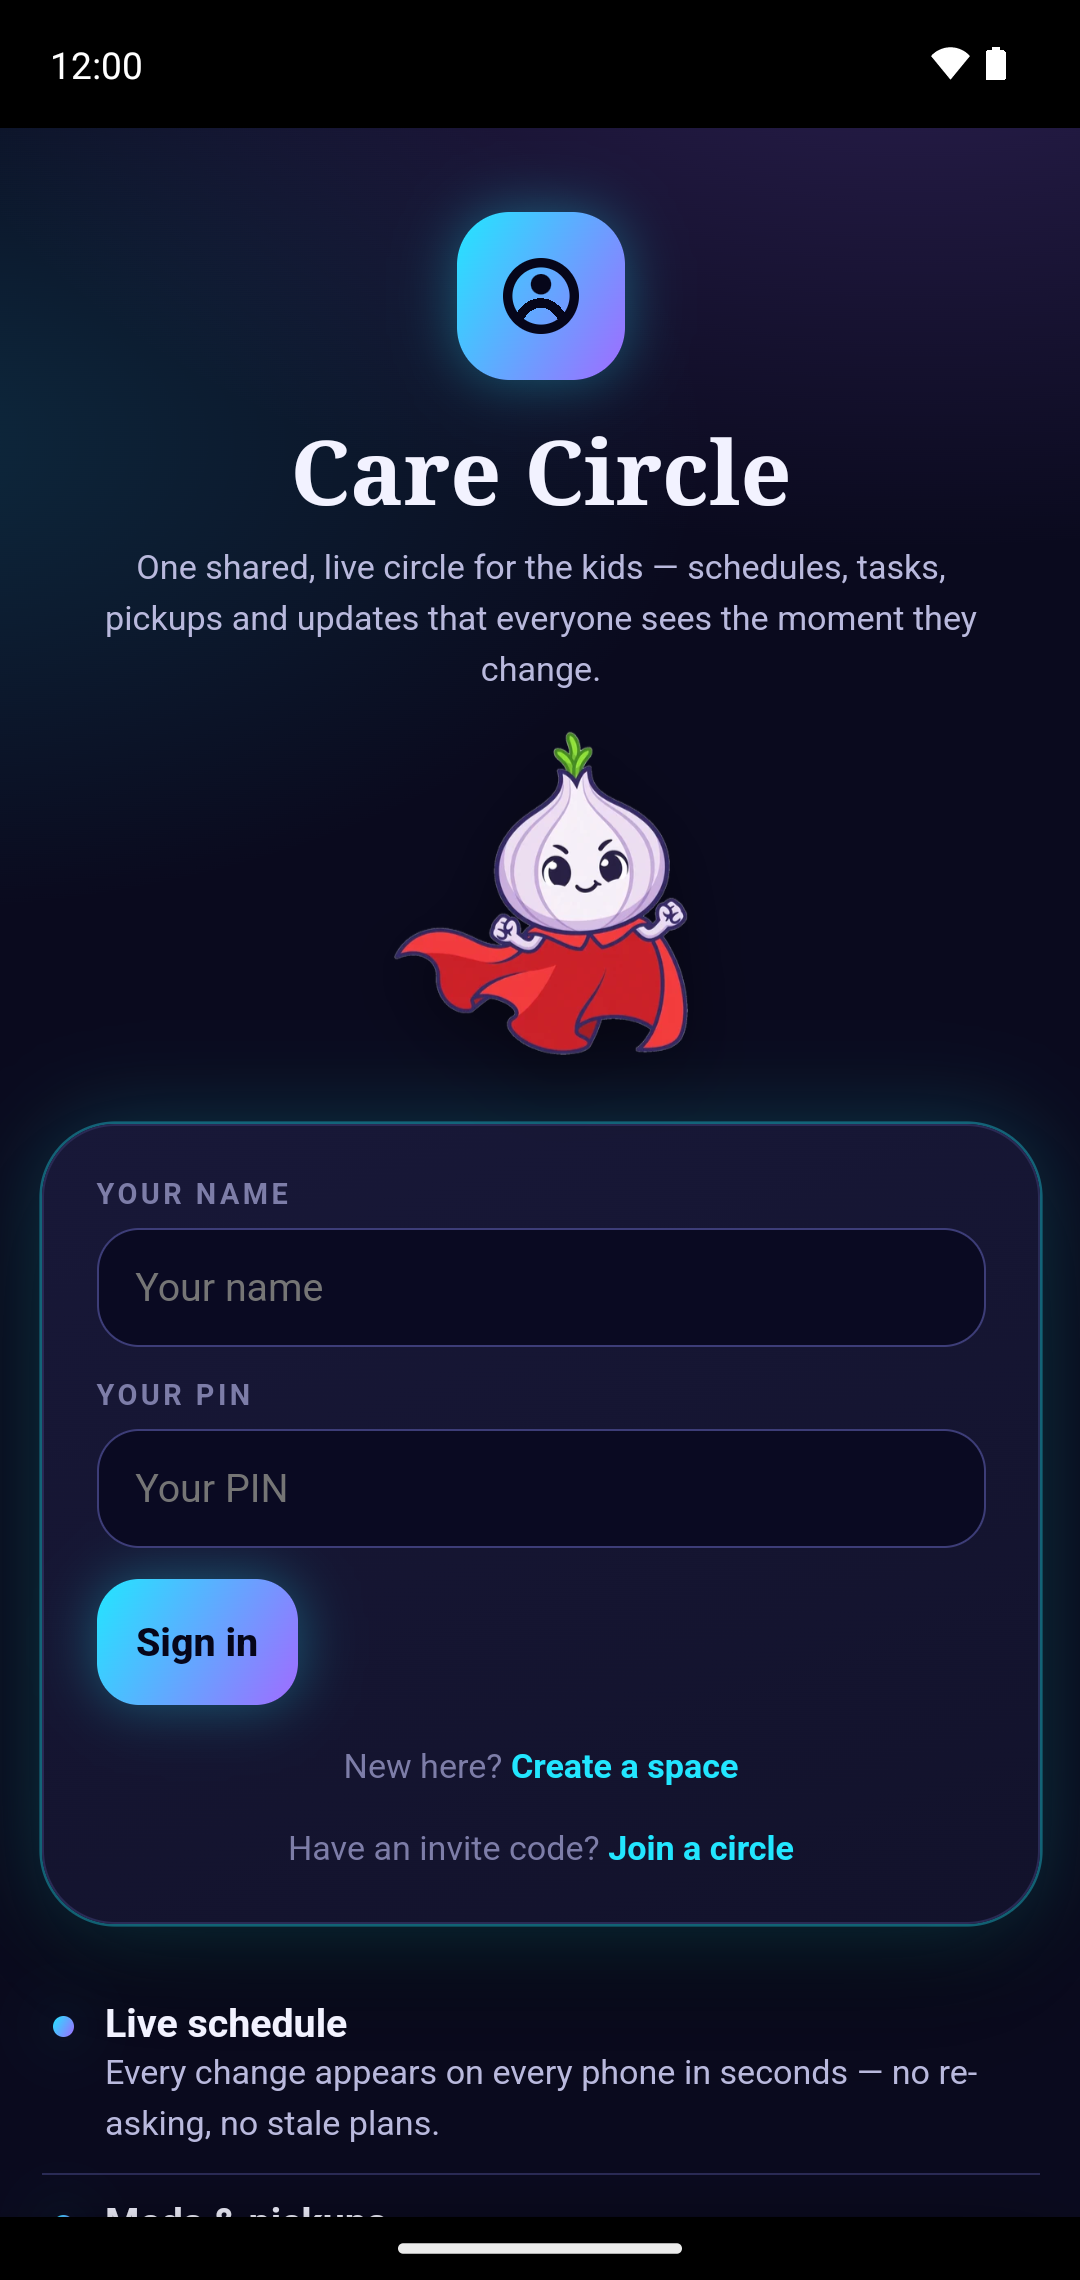 12:00
Care Circle
One shared, live circle for the kids — schedules, tasks,
pickups and updates that everyone sees the moment they
change.
YOUR NAME
Your name
YOUR PIN
Your PIN
Sign in
New here? Create a space
Have an invite code? Join a circle
Live schedule
Every change appears on every phone in seconds — no re-
asking, no stale plans.
& pickups